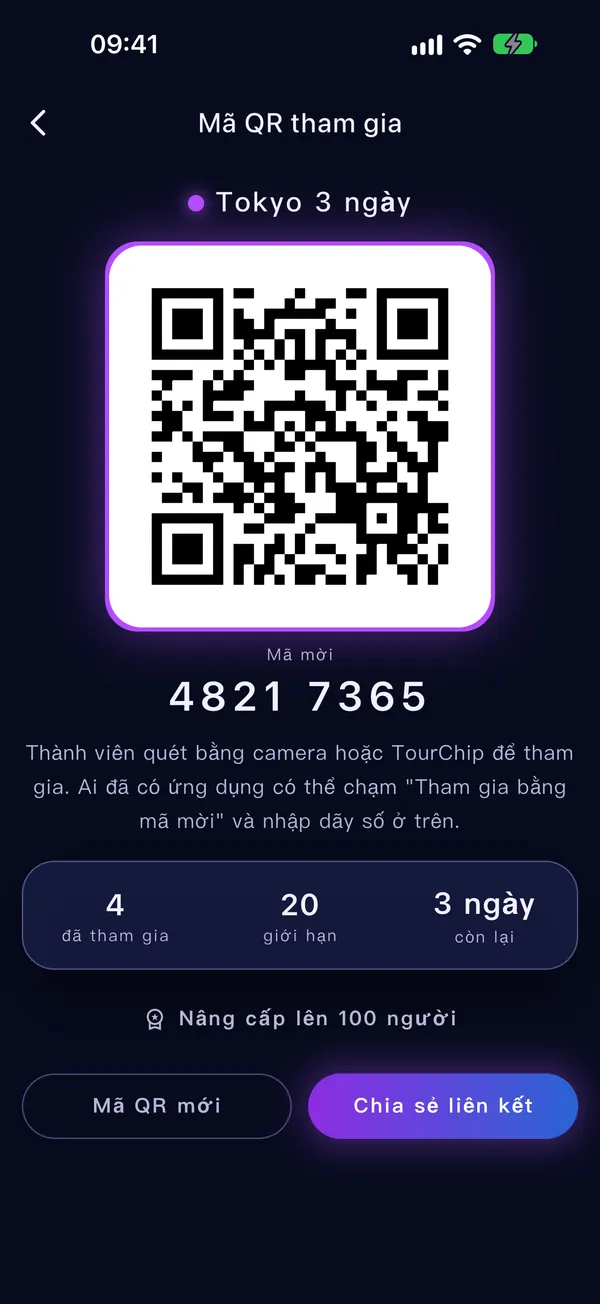 09:41
Mã QR tham gia
Tokyo 3 ngày
Mã mời
4821 7365
Thành viên quét bằng camera hoặc TourChip để tham
gia. Ai đã có ứng dụng có thể chạm "Tham gia bằng
mã mời" và nhập dãy số ở trên.
4
đã tham gia
20
giới hạn
3 ngày
còn lại
Nâng cấp lên 100 người
Mã QR mới
Chia sẻ liên kết